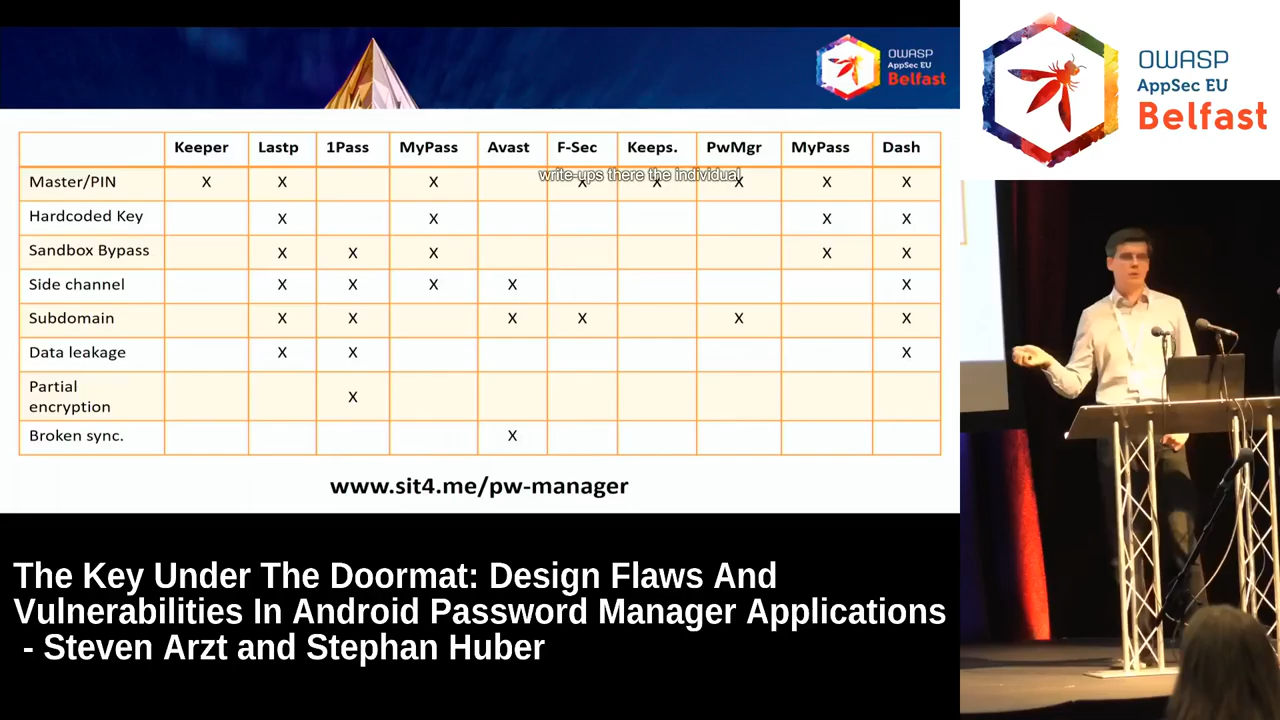 OWASP
AppSec EU
Belfast
OWASP
AppSec EU
Belfast
Keeper Lastp 1Pass MyPass Avast F-Sec Keeps. PwMgr MyPass Dash
write-ups there the individual
Master/PIN X X X X X X X X
Hardcoded Key X X X X
Sandbox Bypass X X X X X
Side channel X X X X X
Subdomain X X X X X X
Data leakage X X X
Partial
encryption X
Broken sync. X
www.sit4.me/pw-manager
The Key Under The Doormat: Design Flaws And
Vulnerabilities In Android Password Manager Applications
- Steven Arzt and Stephan Huber